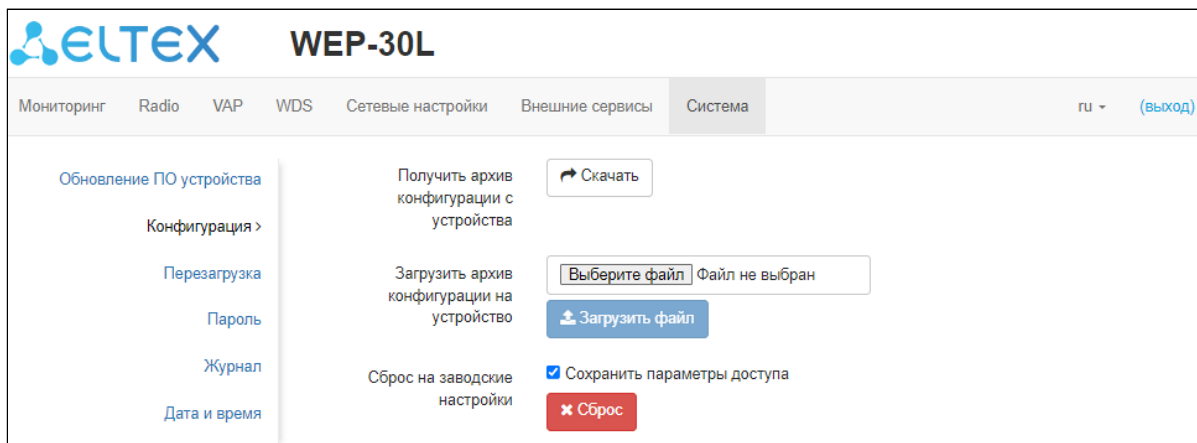 ELTEX WEP-30L
Мониторинг Radio VAP WDS Сетевые настройки Внешние сервисы Система ru (выход)
Обновление ПО устройства
Конфигурация >
Перезагрузка
Пароль
Журнал
Дата и время
Получить архив
конфигурации с
устройства
Скачать
Загрузить архив
конфигурации на
устройство
Выберите файл Файл не выбран
Загрузить файл
Сброс на заводские
настройки
Сохранить параметры доступа
Сброс